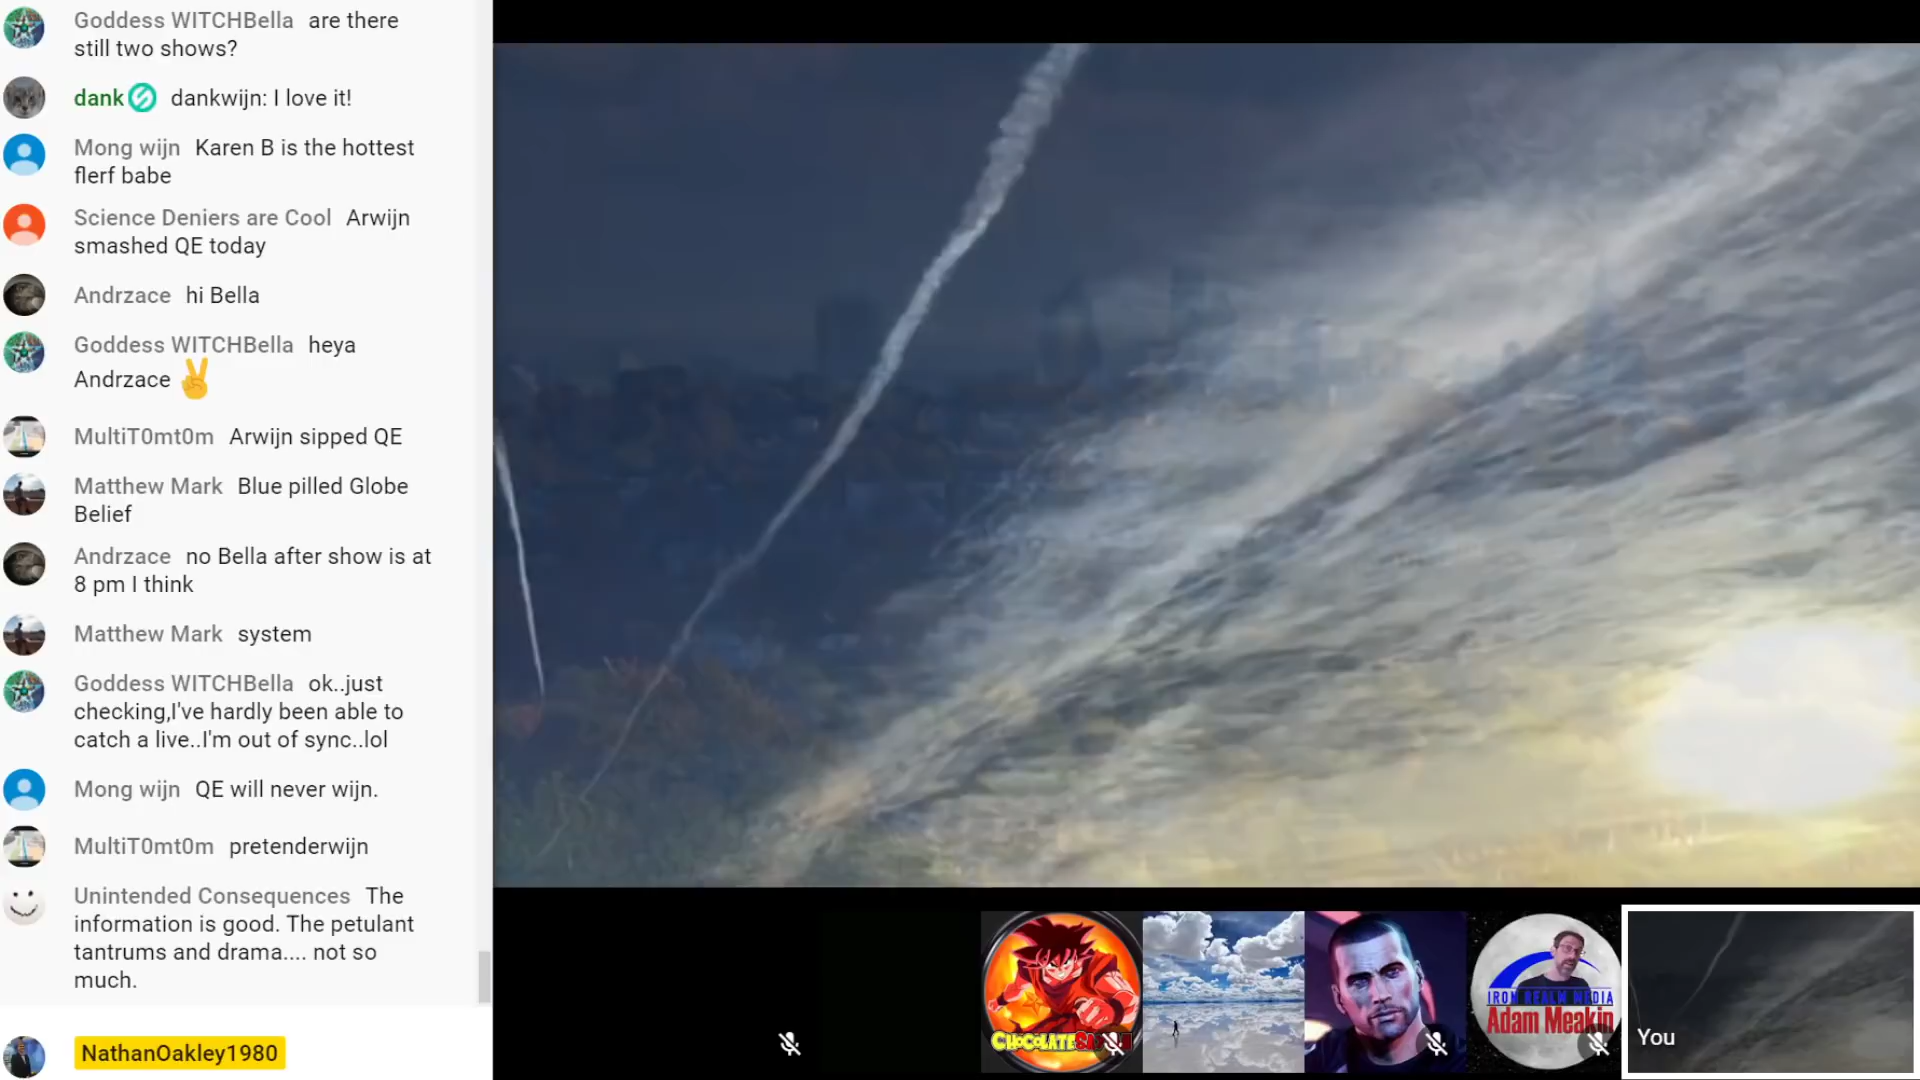 Goddess WITCHBella are there
still two shows?
dank dankwijn: I love it!
Mong wijn Karen B is the hottest
flerf babe
Science Deniers are Cool Arwijn
smashed QE today
Andrzace hi Bella
Goddess WITCHBella heya
Andrzace ✌
MultiT0mt0m Arwijn sipped QE
Matthew Mark Blue pilled Globe
Belief
Andrzace no Bella after show is at
8 pm I think
Matthew Mark system
Goddess WITCHBella ok..just
checking,I've hardly been able to
catch a live..I'm out of sync..lol
Mong wijn QE will never wijn.
MultiT0mt0m pretenderwijn
Unintended Consequences The
information is good. The petulant
tantrums and drama.... not so
much.
NathanOakley1980
IRON REALM MEDIA
Adam Meakin
You